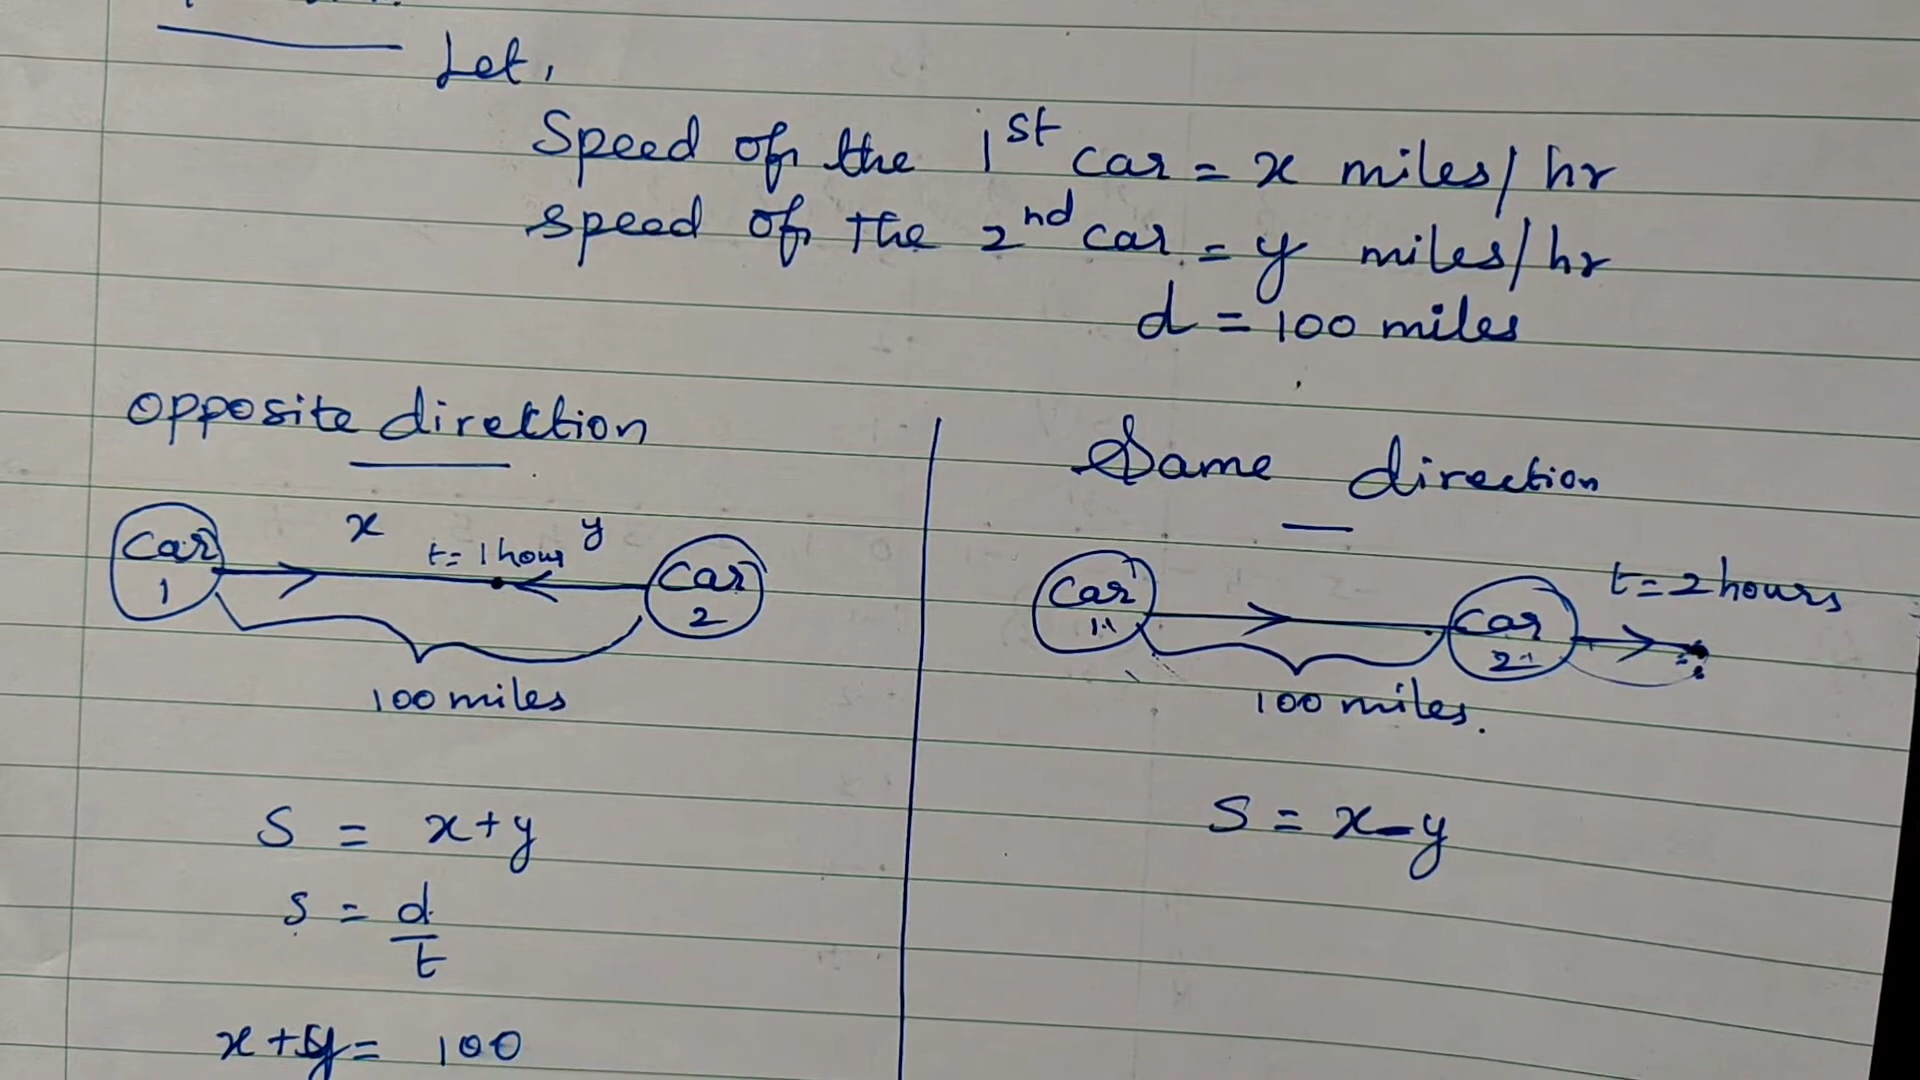 Let,
Speed of the 1st car = x miles/hr
speed of the 2nd car = y miles/hr
d = 100 miles
opposite direction
Car 1
x
t= 1 hour
y
Car 2
100 miles
S = x+y
S = d/t
x+y = 100
Same direction
Car 1
Car 2
t= 2 hours
100 miles.
S = x-y